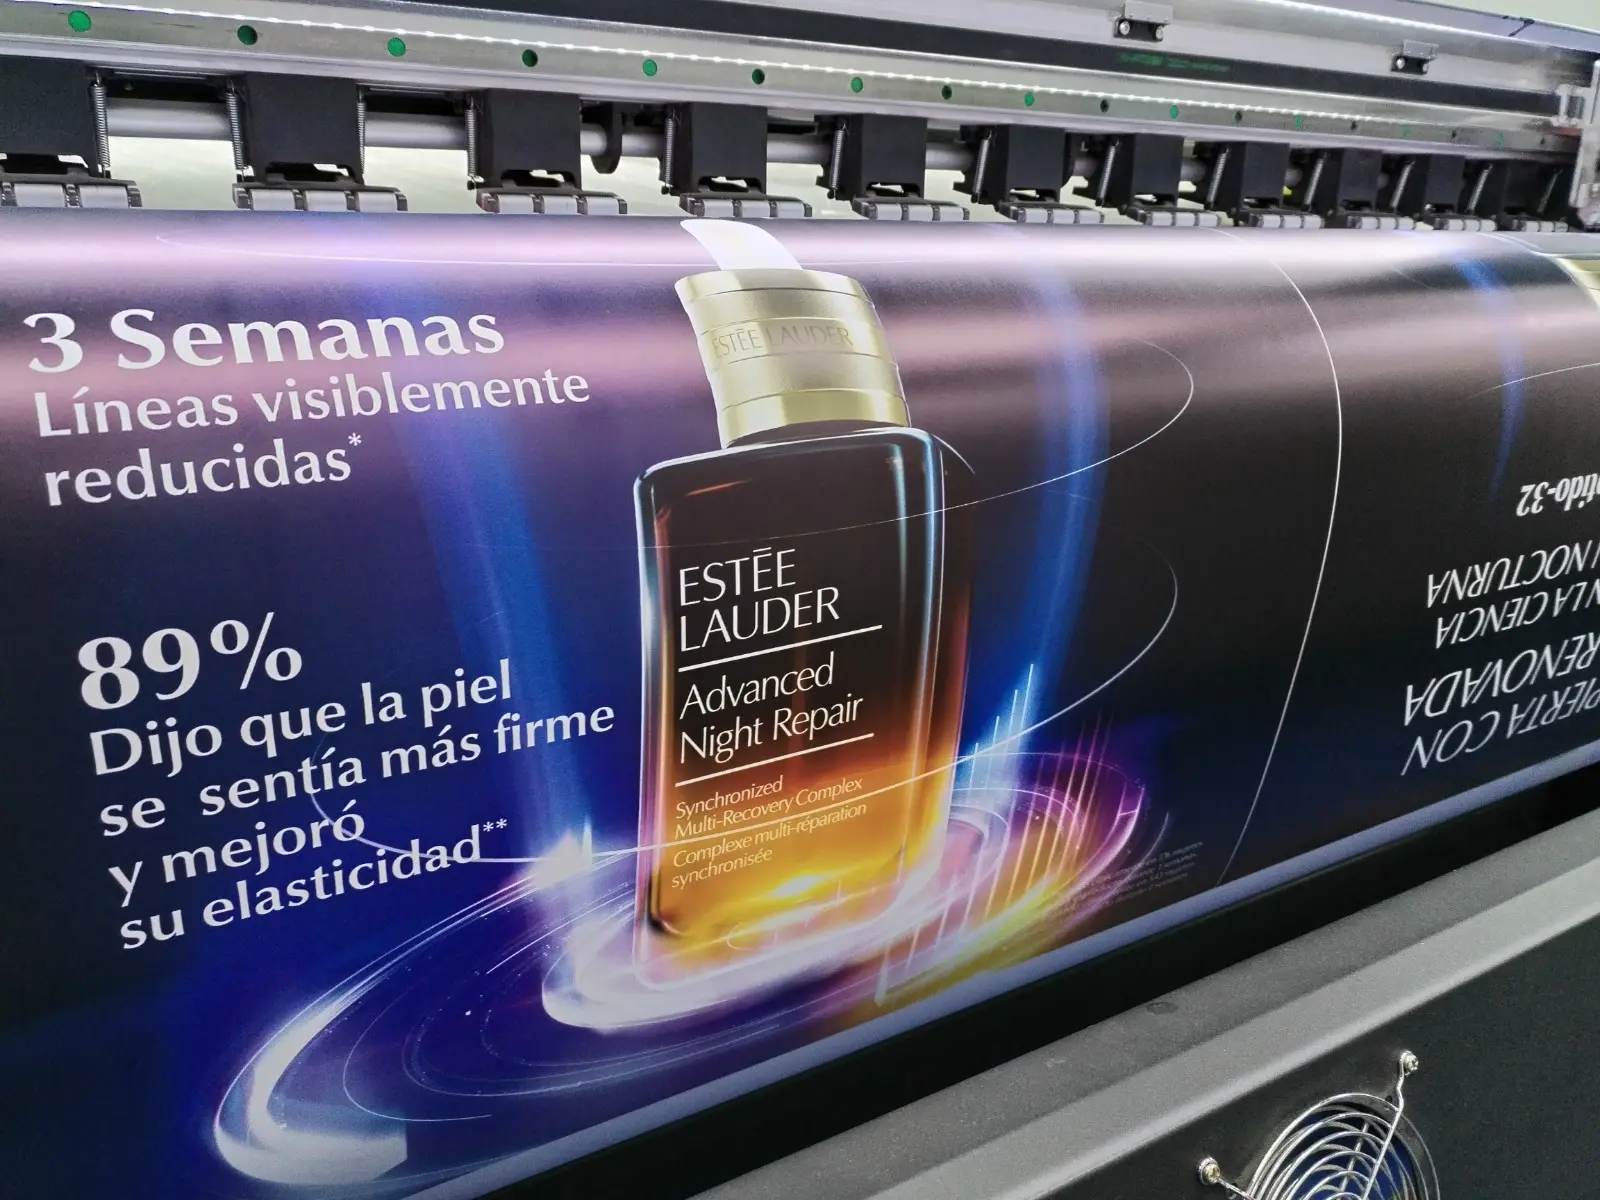 3 Semanas
Líneas visiblemente
reducidas*
89%
Dijo que la piel
se sentía más firme
y mejoró
su elasticidad**
ESTĒE LAUDER
ESTĒE
LAUDER
Advanced
Night Repair
Synchronized
Multi-Recovery Complex
Complexe multi-réparation
synchronisée
PIERTA CON
RENOVADA
LA CIENCIA
NOCTURNA